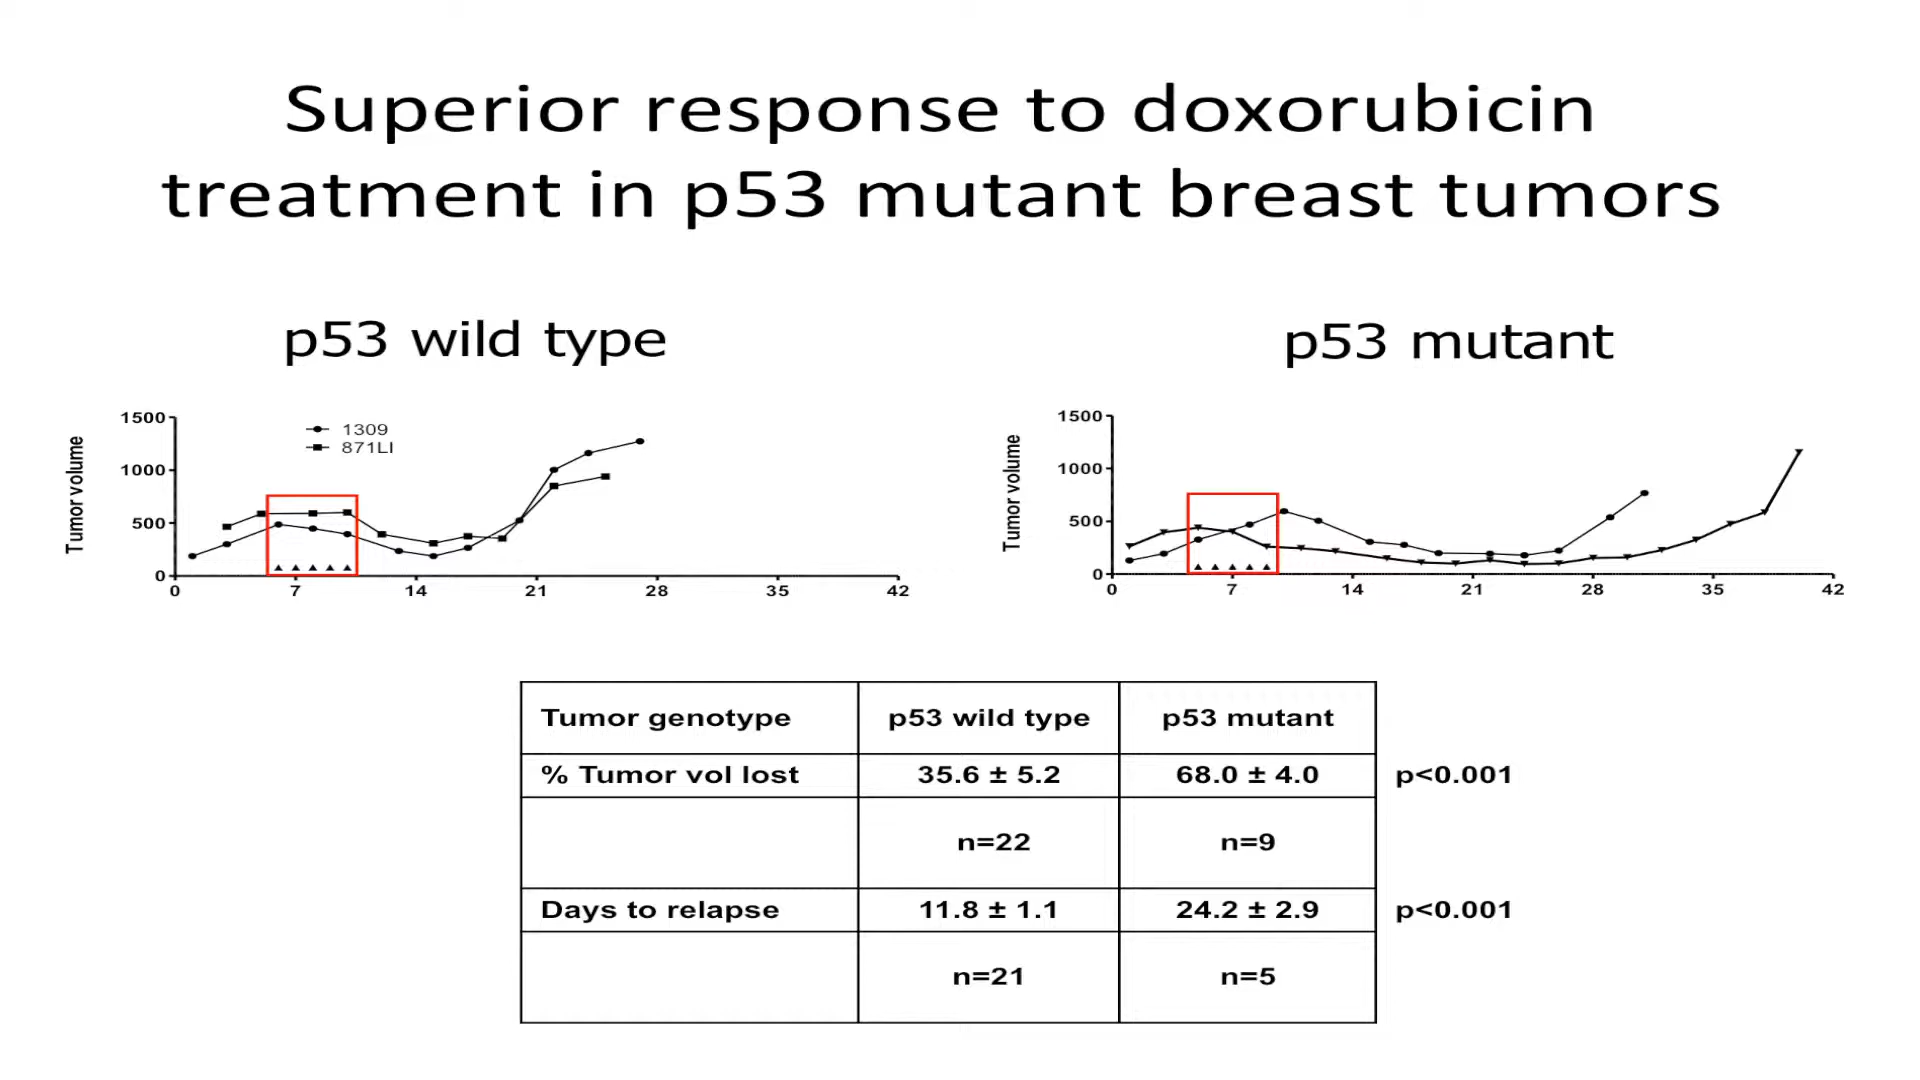 Superior response to doxorubicin
treatment in p53 mutant breast tumors
p53 wild type
p53 mutant
Tumor volume
1500
1000
500
0
0 7 14 21 28 35 42
1309
871LI
Tumor volume
1500
1000
500
0
0 7 14 21 28 35 42
Tumor genotype p53 wild type p53 mutant
% Tumor vol lost 35.6 ± 5.2 68.0 ± 4.0 p<0.001
n=22 n=9
Days to relapse 11.8 ± 1.1 24.2 ± 2.9 p<0.001
n=21 n=5